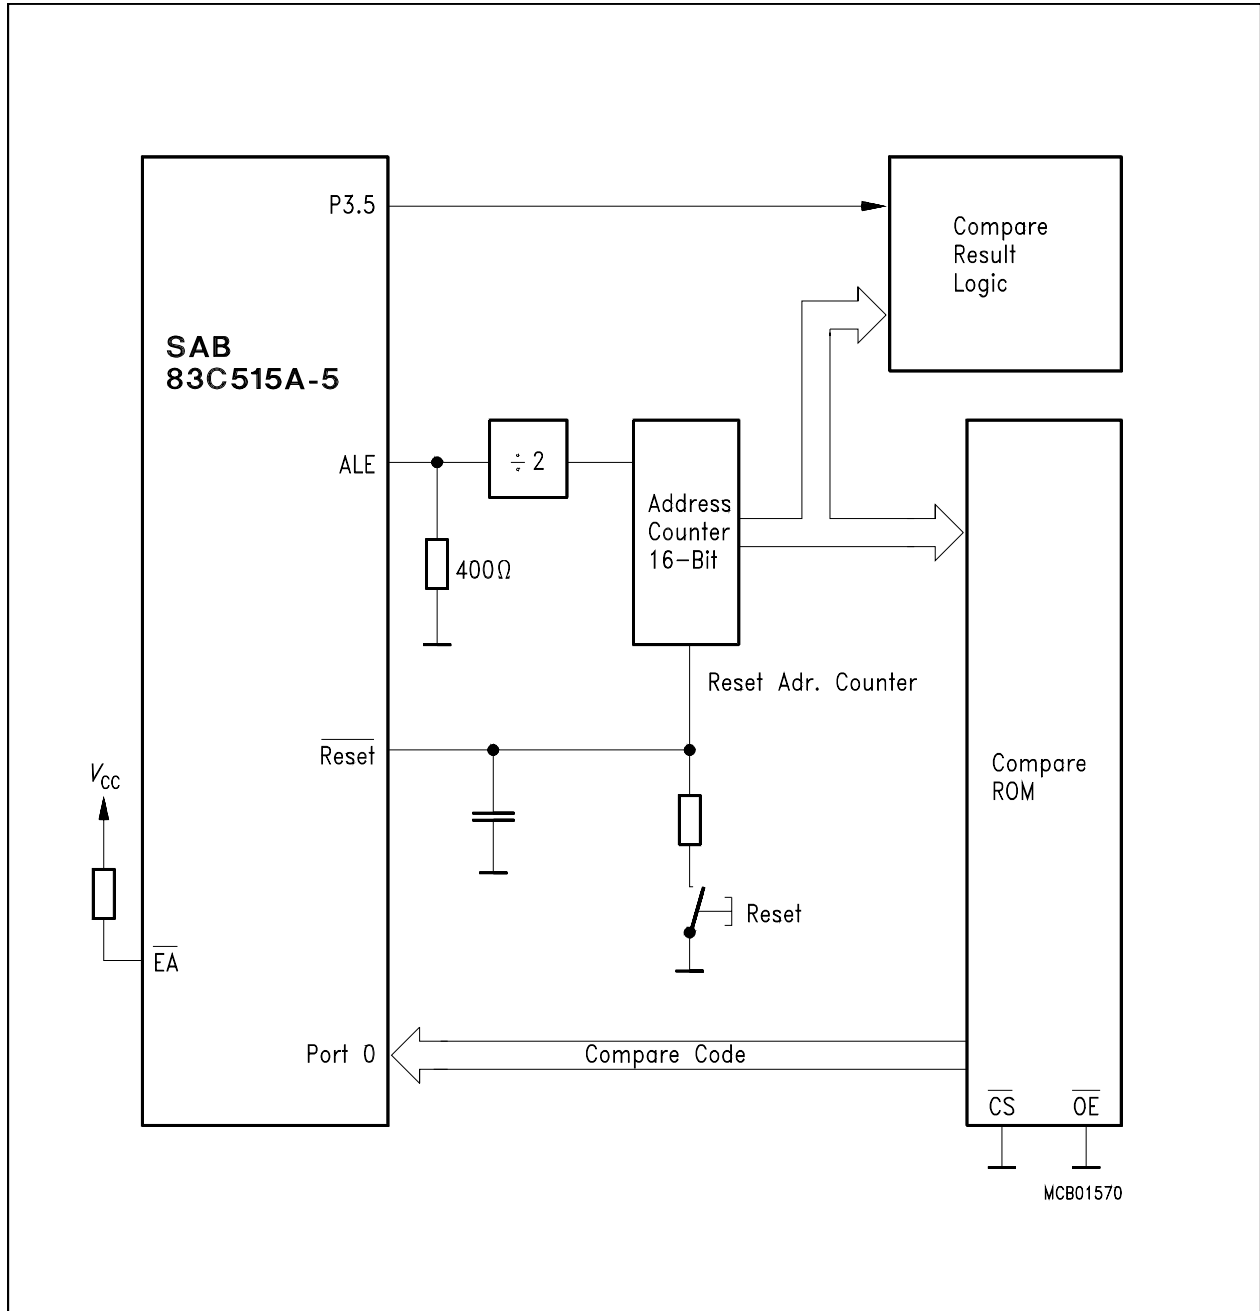 P3.5
Compare
Result
Logic
SAB
83C515A-5
ALE
÷ 2
Address
Counter
16-Bit
400Ω
Reset Adr. Counter
Reset
VCC
Compare
ROM
Reset
EA
Port 0
Compare Code
CS OE
MCB01570